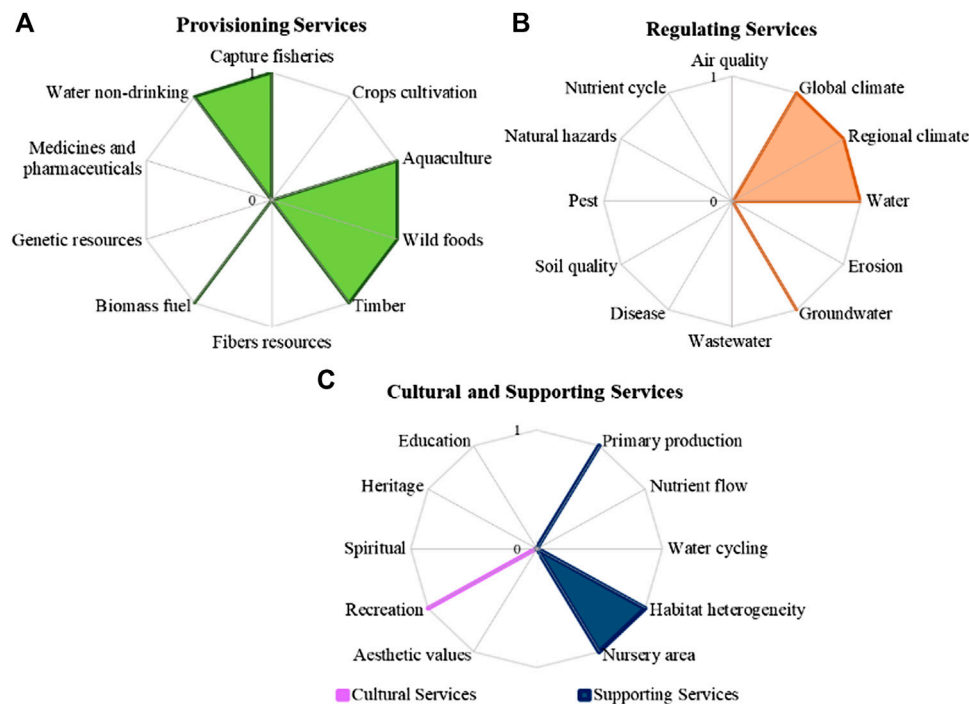 A
Provisioning Services
Capture fisheries
1
Water non-drinking
Crops cultivation
Medicines and
pharmaceuticals
Aquaculture
0
Genetic resources
Wild foods
Biomass fuel
Timber
Fibers resources
B
Regulating Services
Air quality
1
Nutrient cycle
Global climate
Natural hazards
Regional climate
Pest
0
Water
Soil quality
Erosion
Disease
Groundwater
Wastewater
C
Cultural and Supporting Services
1
Education
Primary production
Heritage
Nutrient flow
Spiritual
0
Water cycling
Recreation
Habitat heterogeneity
Aesthetic values
Nursery area
Cultural Services
Supporting Services